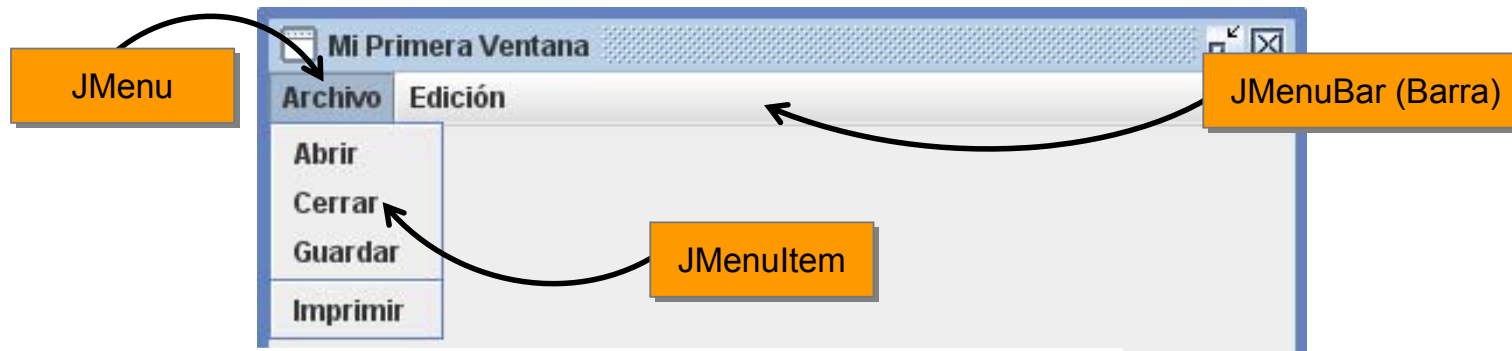 Mi Primera Ventana
JMenu
JMenuBar (Barra)
Archivo Edición
Abrir
Cerrar
Guardar
JMenuItem
Imprimir